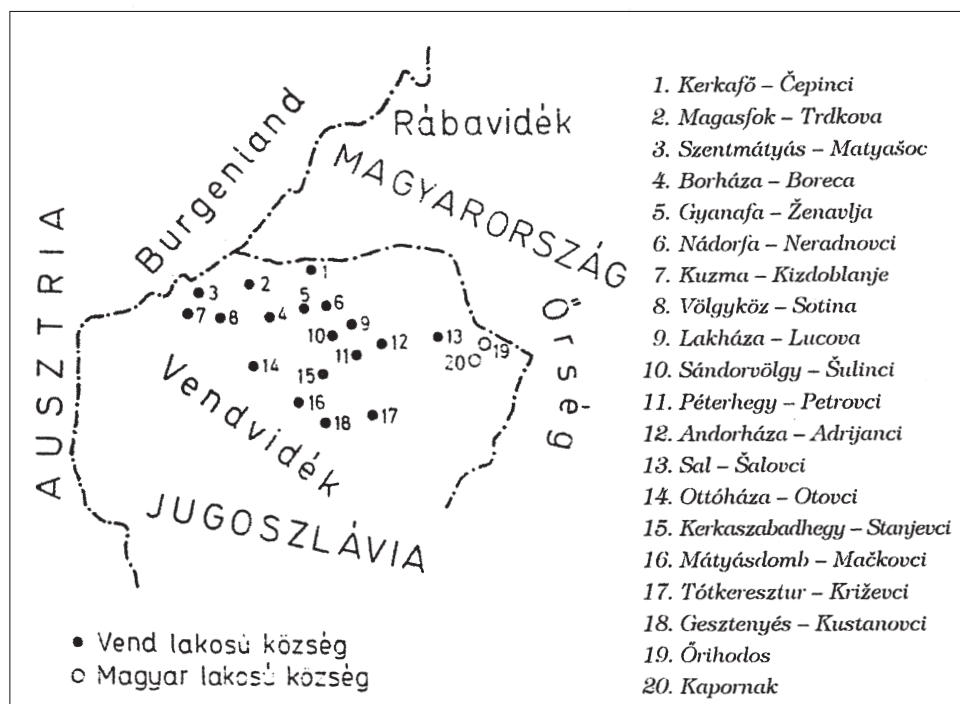 Rábavidék
MAGYARORSZÁG
Burgenland
AUSZTRIA
Őrség
Vendvidék
JUGOSZLÁVIA
1
2
3
5
6
7
8
4
9
10
13
12
19
11
20
14
15
16
17
18
• Vend lakosú község
○ Magyar lakosú község
1. Kerkafő – Čepinci
2. Magasfok – Trdkova
3. Szentmátyás – Matyašoc
4. Borháza – Boreca
5. Gyanafa – Ženavlja
6. Nádorfa – Neradnovci
7. Kuzma – Kizdoblanje
8. Völgyköz – Sotina
9. Lakháza – Lucova
10. Sándorvölgy – Šulinci
11. Péterhegy – Petrovci
12. Andorháza – Adrijanci
13. Sal – Šalovci
14. Ottóháza – Otovci
15. Kerkaszabadhegy – Stanjevci
16. Mátyásdomb – Mačkovci
17. Tótkeresztur – Križevci
18. Gesztenyés – Kustanovci
19. Őrihodos
20. Kapornak